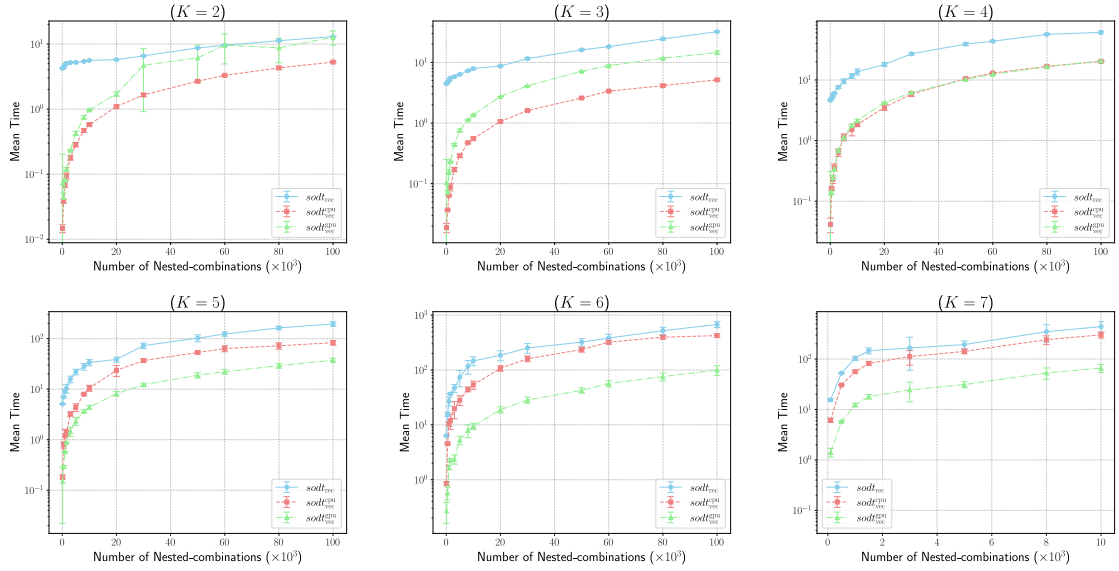 (K = 2)
Mean Time
10^1
10^0
10^{-1}
10^{-2}
0 20 40 60 80 100
Number of Nested-combinations (×10^3)
sodt_rec
sodt_vec^cpu
sodt_vec^gpu
(K = 3)
Mean Time
10^1
10^0
10^{-1}
0 20 40 60 80 100
Number of Nested-combinations (×10^3)
sodt_rec
sodt_vec^cpu
sodt_vec^gpu
(K = 4)
Mean Time
10^1
10^0
10^{-1}
0 20 40 60 80 100
Number of Nested-combinations (×10^3)
sodt_rec
sodt_vec^cpu
sodt_vec^gpu
(K = 5)
Mean Time
10^2
10^1
10^0
10^{-1}
0 20 40 60 80 100
Number of Nested-combinations (×10^3)
sodt_rec
sodt_vec^cpu
sodt_vec^gpu
(K = 6)
Mean Time
10^3
10^2
10^1
10^0
0 20 40 60 80 100
Number of Nested-combinations (×10^3)
sodt_rec
sodt_vec^cpu
sodt_vec^gpu
(K = 7)
Mean Time
10^2
10^1
10^0
10^{-1}
0 2 5 6 8 10
Number of Nested-combinations (×10^3)
sodt_rec
sodt_vec^cpu
sodt_vec^gpu